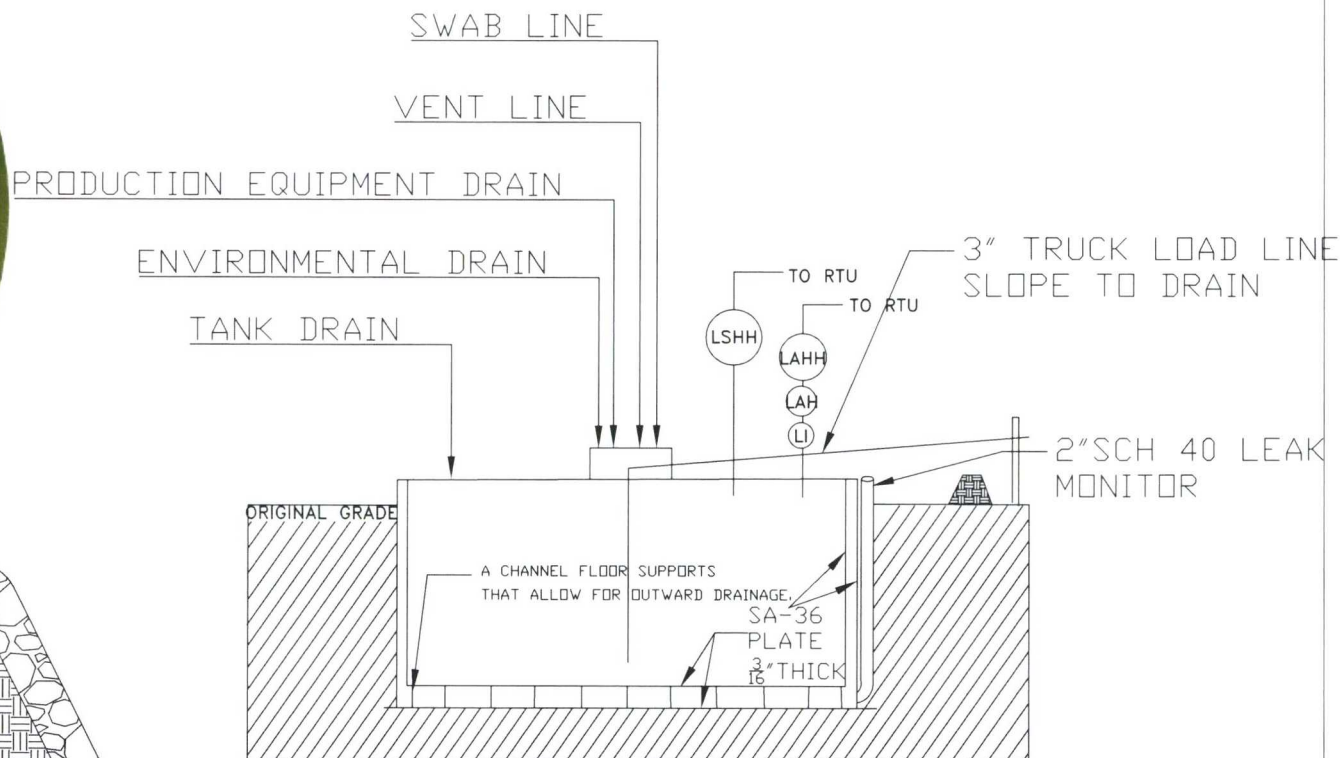 SWAB LINE
VENT LINE
PRODUCTION EQUIPMENT DRAIN
ENVIRONMENTAL DRAIN
TANK DRAIN
TO RTU
TO RTU
3" TRUCK LOAD LINE
SLOPE TO DRAIN
LSHH
LAHH
LAH
LI
2"SCH 40 LEAK
MONITOR
ORIGINAL GRADE
A CHANNEL FLOOR SUPPORTS
THAT ALLOW FOR OUTWARD DRAINAGE.
SA-36
PLATE
3/16" THICK